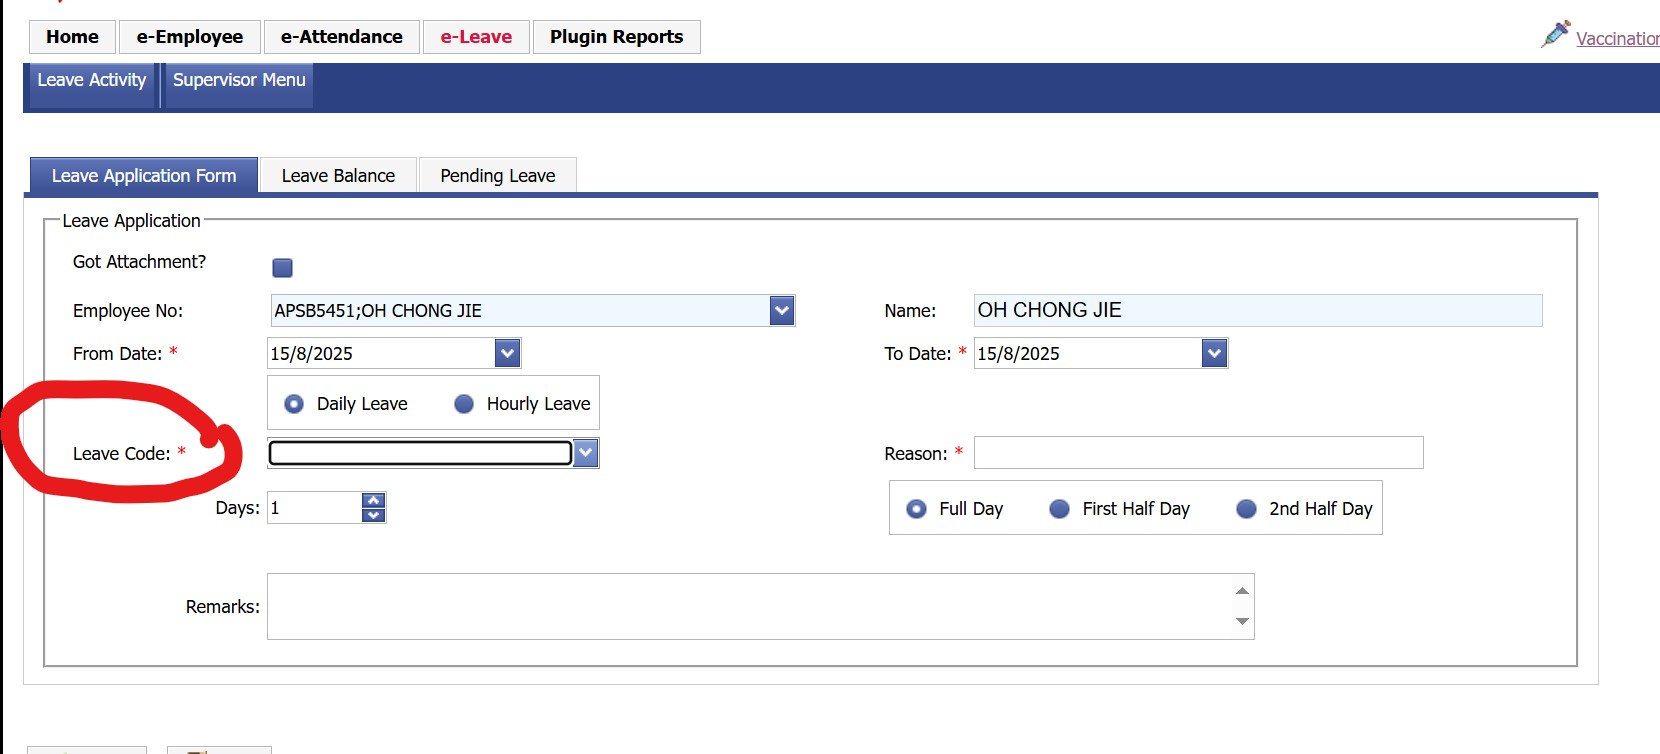 Home e-Employee e-Attendance e-Leave Plugin Reports
Vaccination
Leave Activity Supervisor Menu
Leave Application Form Leave Balance Pending Leave
Leave Application
Got Attachment?
Employee No: APSB5451;OH CHONG JIE Name: OH CHONG JIE
From Date: * 15/8/2025 To Date: * 15/8/2025
Daily Leave Hourly Leave
Leave Code: * Reason: *
Days: 1 Full Day First Half Day 2nd Half Day
Remarks: